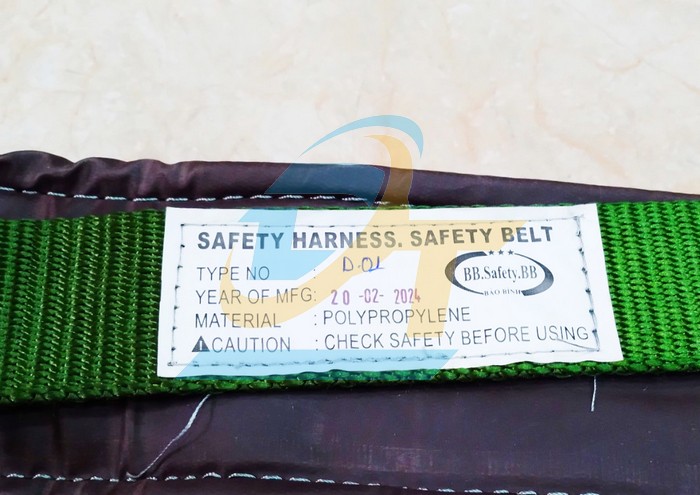 SAFETY HARNESS. SAFETY BELT
TYPE NO : D.01
YEAR OF MFG: 20 -02- 2024
MATERIAL : POLYPROPYLENE
CAUTION : CHECK SAFETY BEFORE USING
BB.Safety.BB
BAO BINH